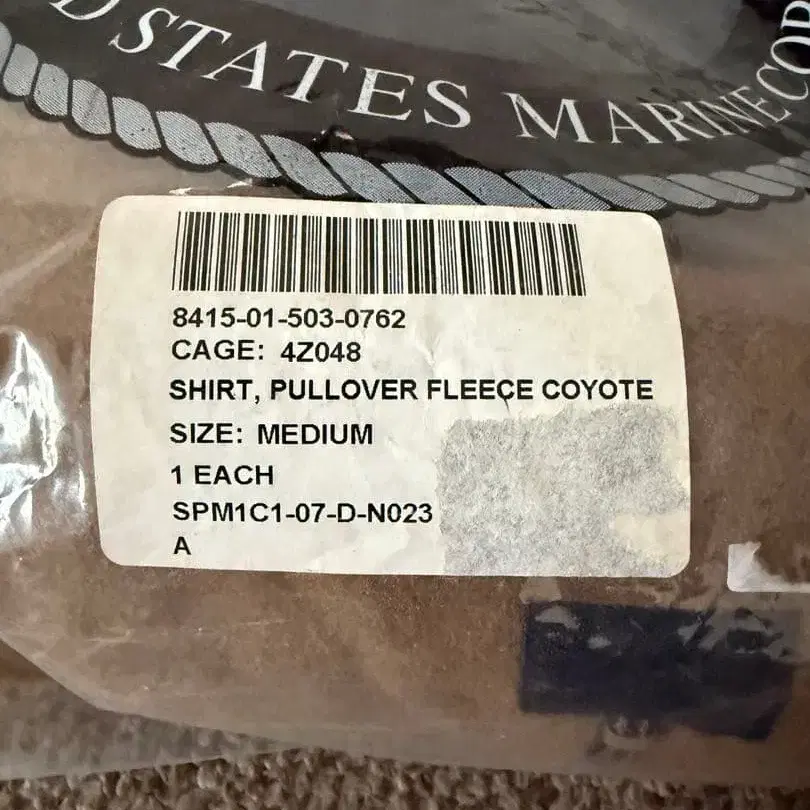 D STATES MARINE COR
8415-01-503-0762
CAGE: 4Z048
SHIRT, PULLOVER FLEECE COYOTE
SIZE: MEDIUM
1 EACH
SPM1C1-07-D-N023
A